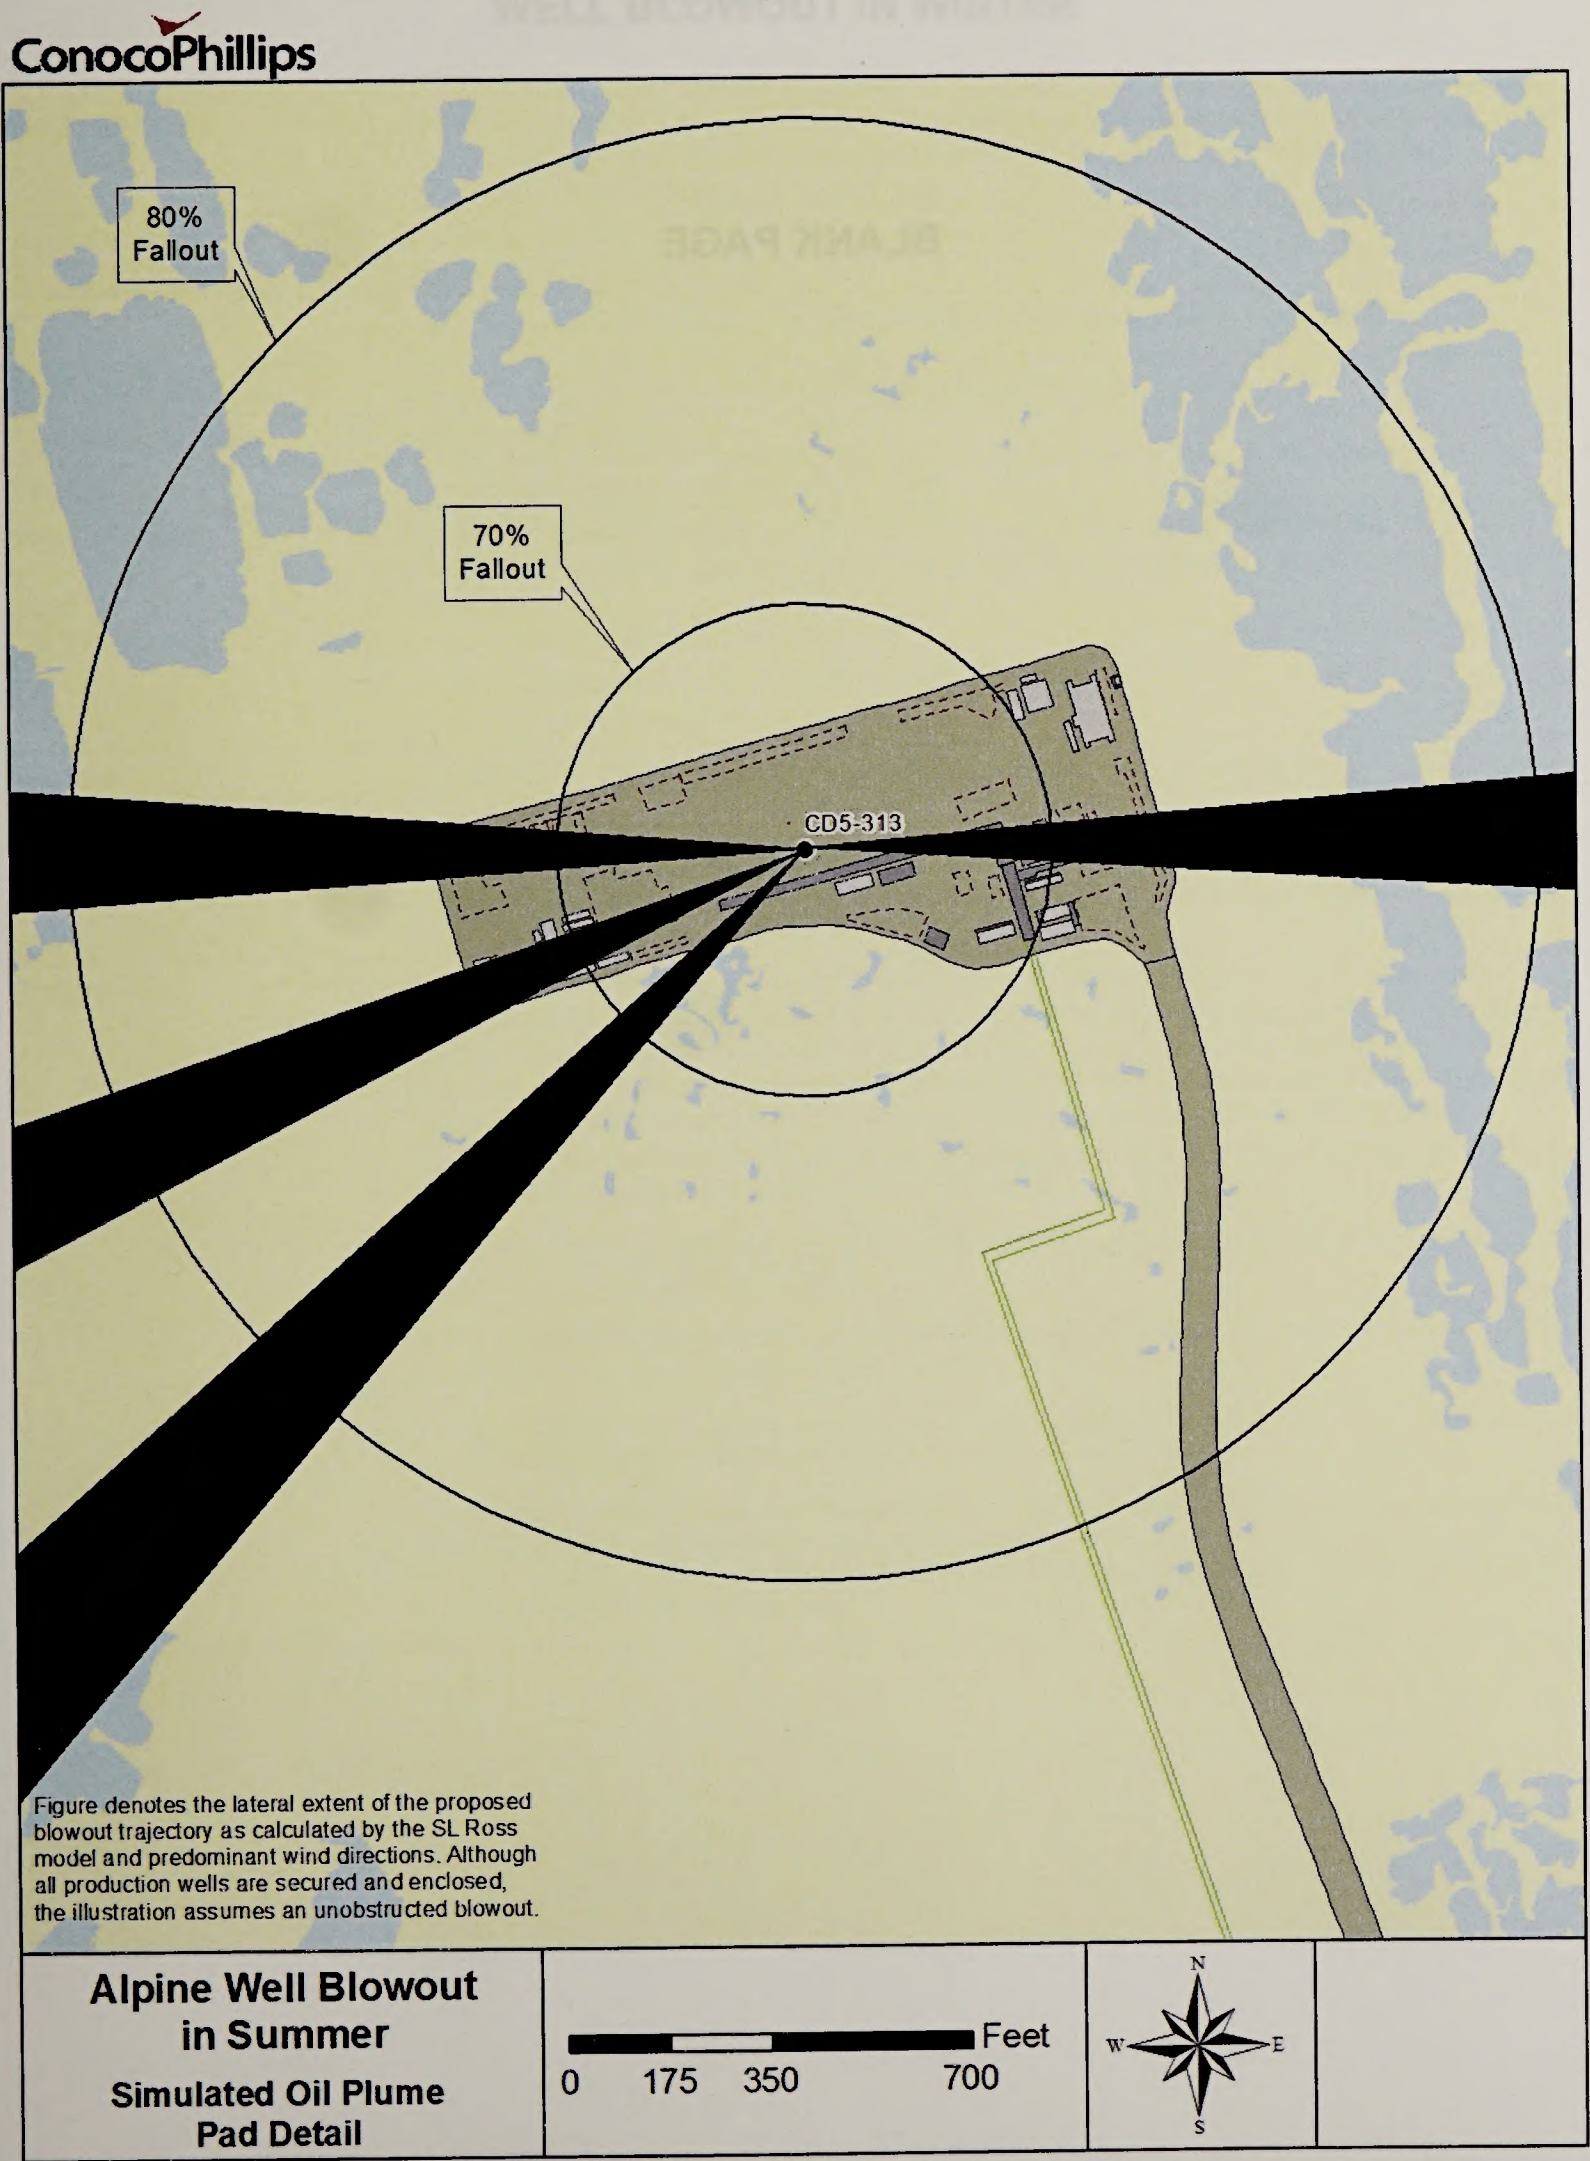 ConocoPhillips
80%
Fallout
70%
Fallout
CD5-313
Figure denotes the lateral extent of the proposed
blowout trajectory as calculated by the SL Ross
model and predominant wind directions. Although
all production wells are secured and enclosed,
the illustration assumes an unobstructed blowout.
Alpine Well Blowout
in Summer
Simulated Oil Plume
Pad Detail
Feet
0 175 350 700
N
W E
S